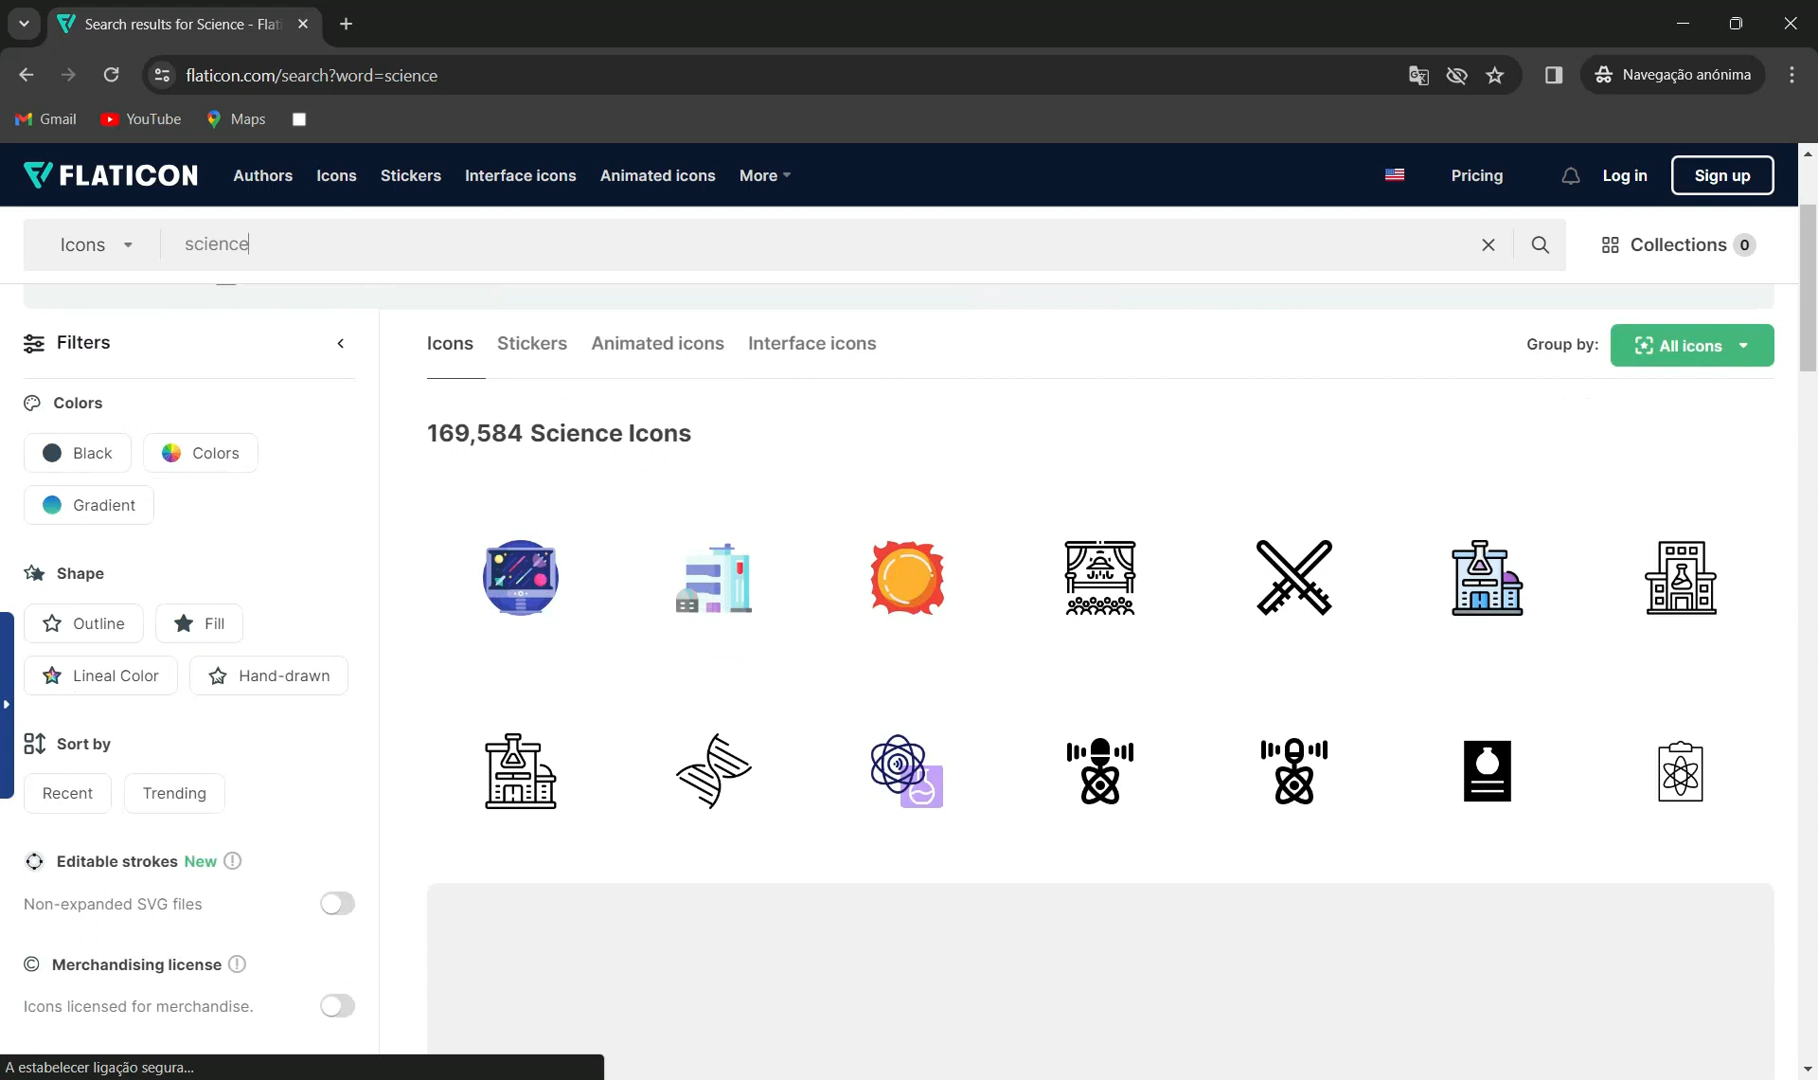 Search results for Science - Flati
flaticon.com/search?word=science
Navegação anónima
Gmail
YouTube
Maps
FLATICON
Authors
Icons
Stickers
Interface icons
Animated icons
More
Pricing
Log in
Sign up
Icons
science
Collections 0
Filters
Icons
Stickers
Animated icons
Interface icons
Group by:
All icons
Colors
Black
Colors
Gradient
169,584 Science Icons
Shape
Outline
Fill
Lineal Color
Hand-drawn
Sort by
Recent
Trending
Editable strokes New
Non-expanded SVG files
Merchandising license
Icons licensed for merchandise.
A estabelecer ligação segura...